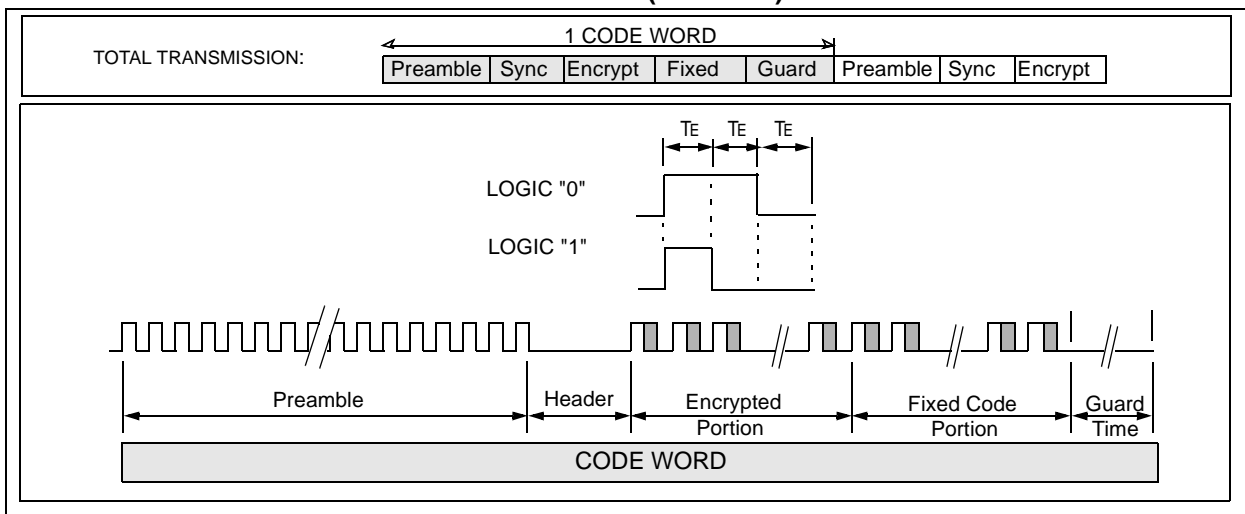 1 CODE WORD
TOTAL TRANSMISSION:
Preamble Sync Encrypt Fixed Guard Preamble Sync Encrypt
TE TE TE
LOGIC "0"
LOGIC "1"
Preamble
Header
Encrypted
Portion
Fixed Code
Portion
Guard
Time
CODE WORD